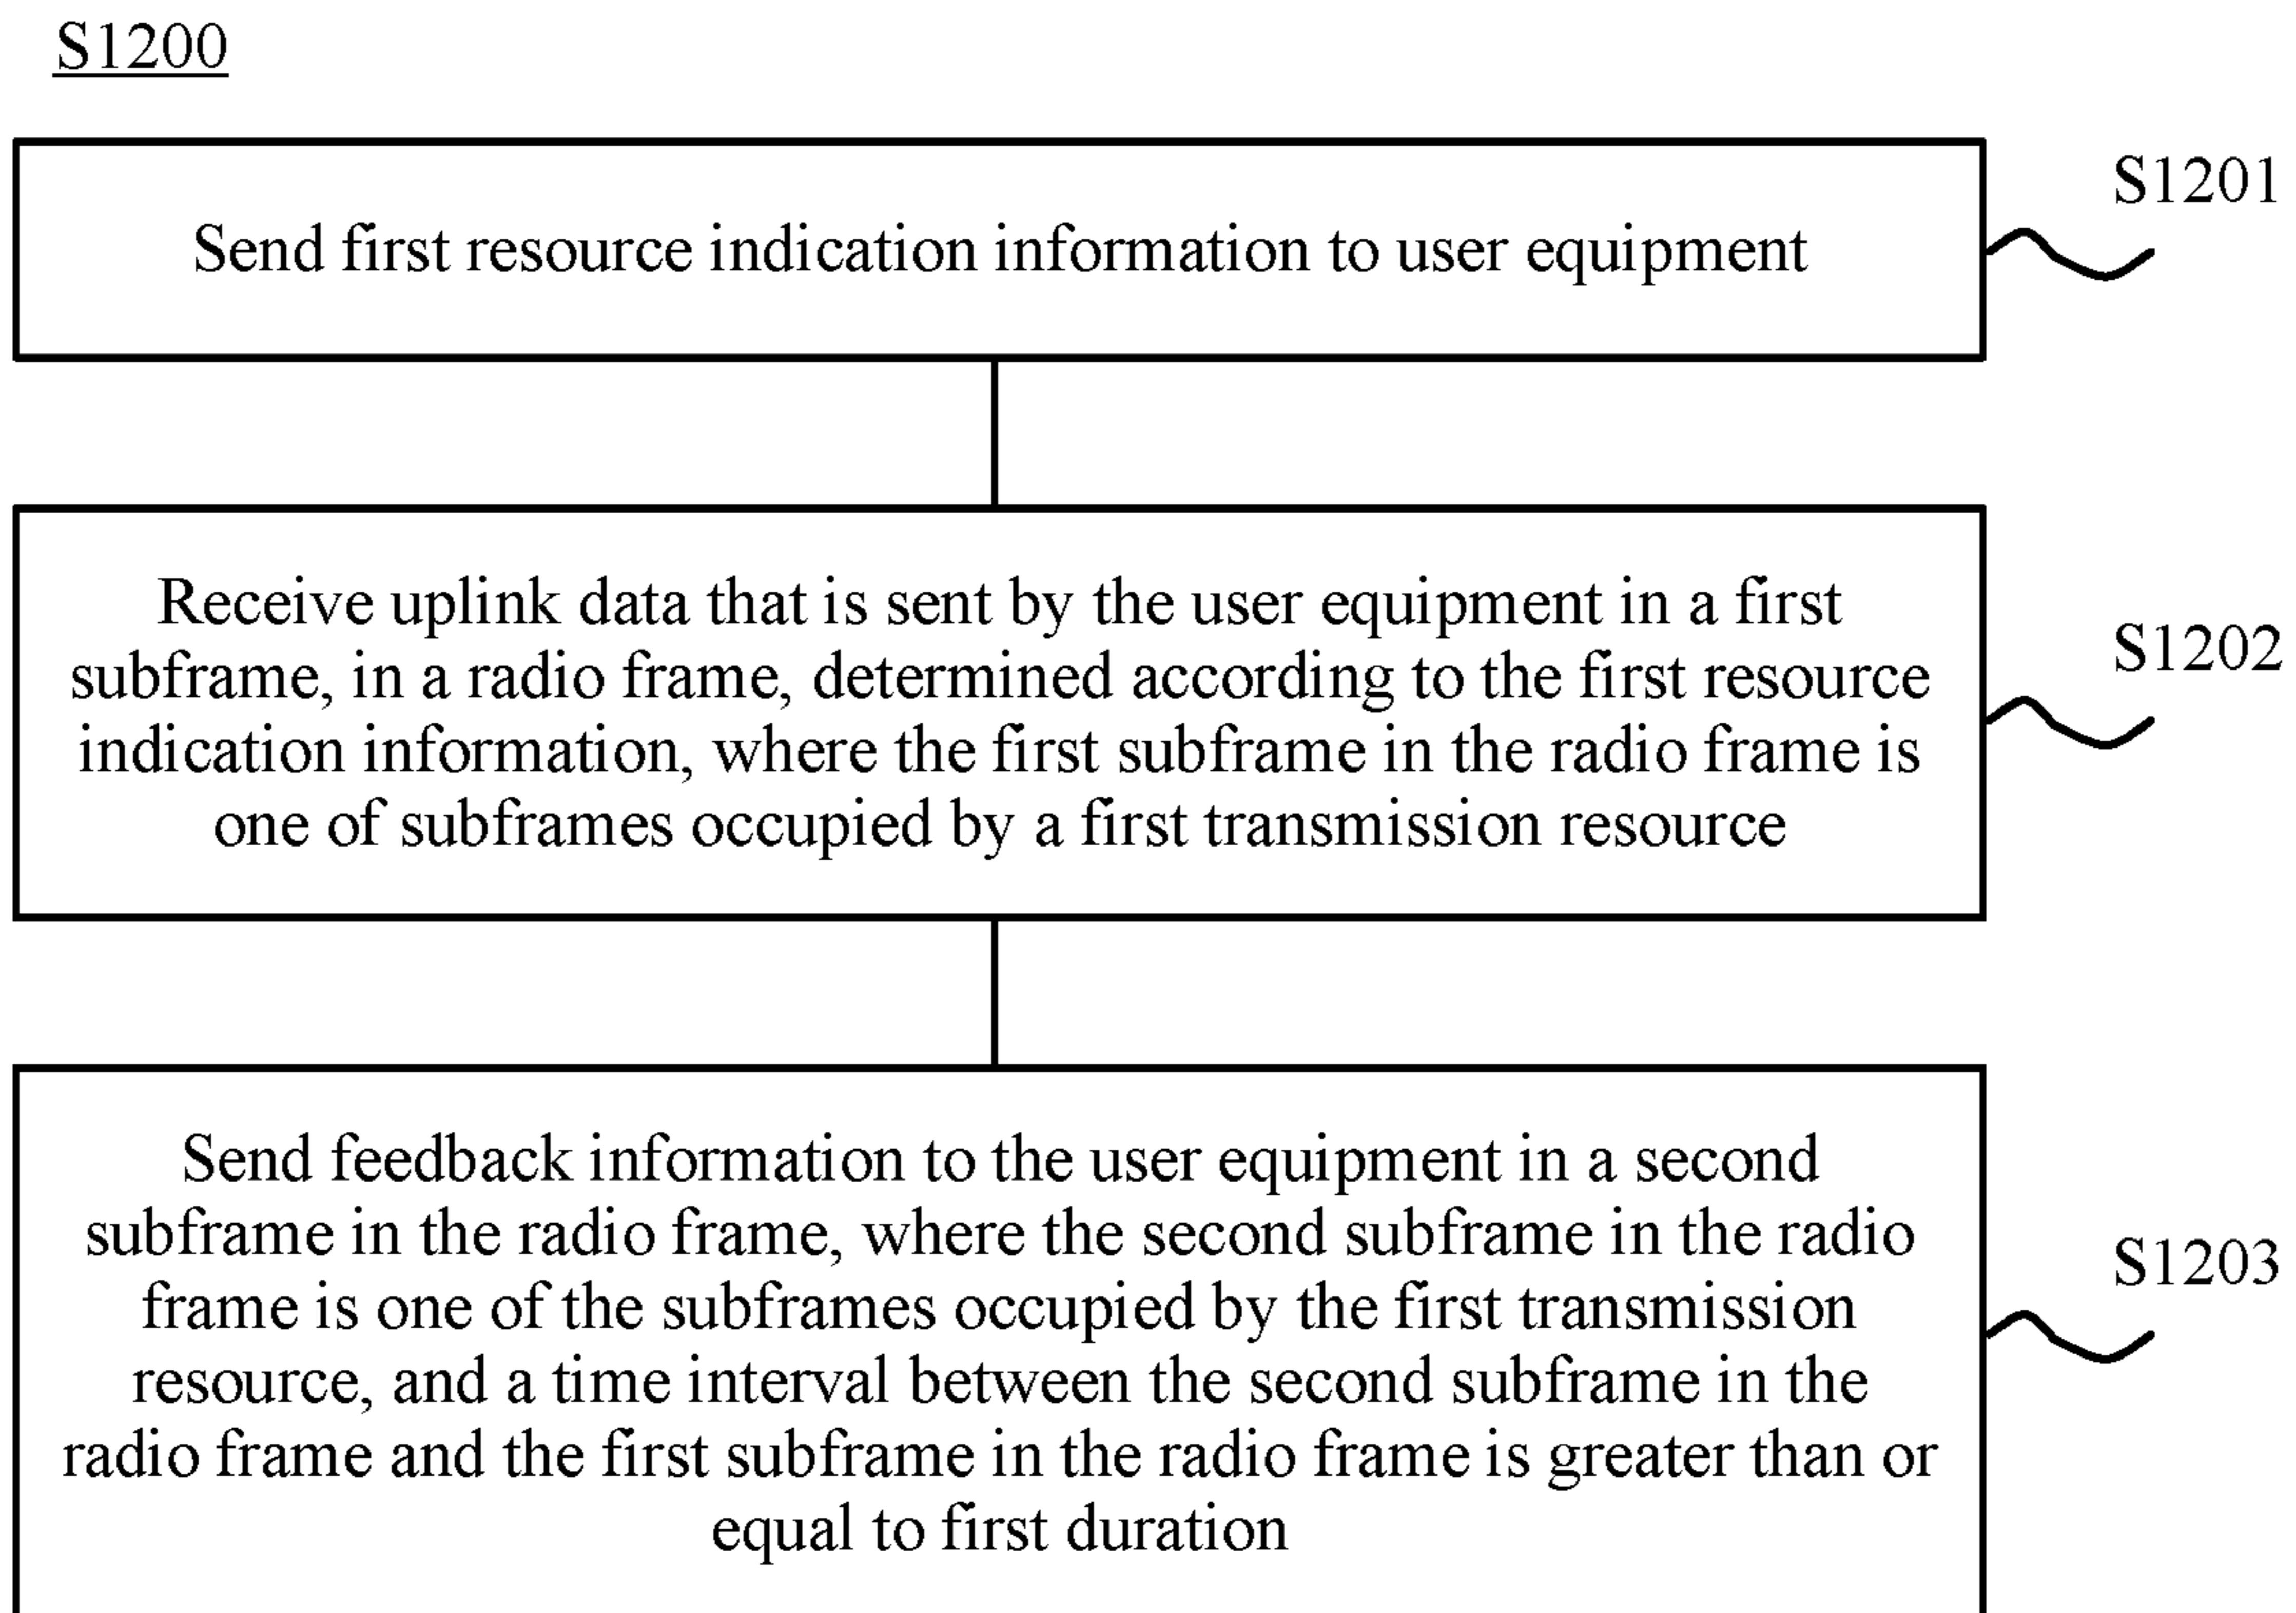 S1200
Send first resource indication information to user equipment
S1201
Receive uplink data that is sent by the user equipment in a first
subframe, in a radio frame, determined according to the first resource
indication information, where the first subframe in the radio frame is
one of subframes occupied by a first transmission resource
S1202
Send feedback information to the user equipment in a second
subframe in the radio frame, where the second subframe in the radio
frame is one of the subframes occupied by the first transmission
resource, and a time interval between the second subframe in the
radio frame and the first subframe in the radio frame is greater than or
equal to first duration
S1203